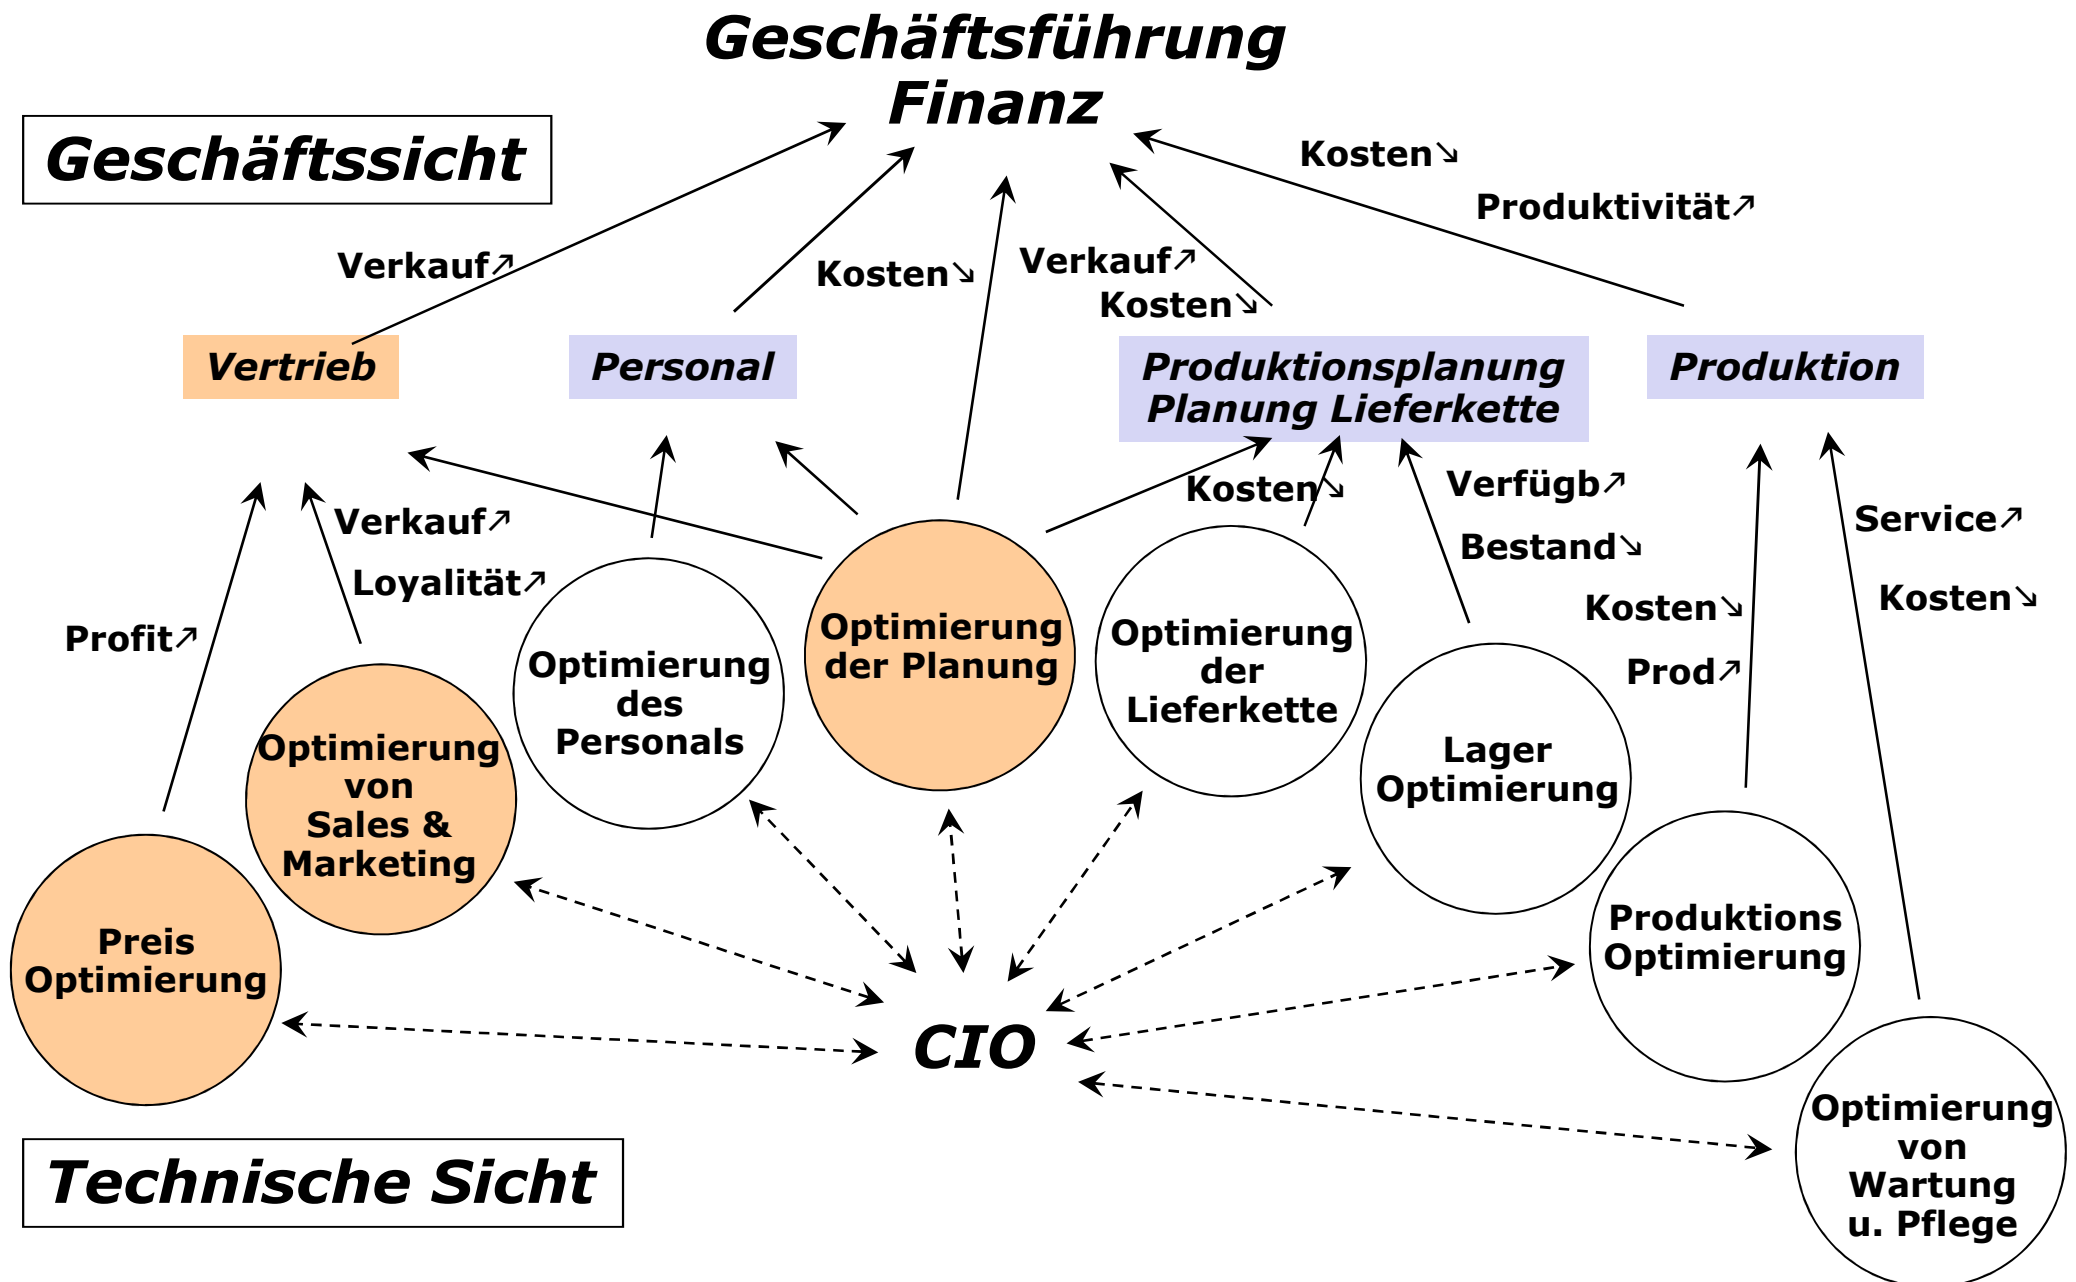 Geschäftsführung
Finanz
Geschäftssicht
Kosten↘
Produktivität↗
Verkauf↗
Kosten↘
Verkauf↗
Kosten↘
Vertrieb
Personal
Produktionsplanung
Planung Lieferkette
Produktion
Verkauf↗
Loyalität↗
Profit↗
Kosten↘
Verfügb↗
Bestand↘
Service↗
Kosten↘
Kosten↘
Prod↗
Preis
Optimierung
Optimierung
von
Sales &
Marketing
Optimierung
des
Personals
Optimierung
der Planung
Optimierung
der
Lieferkette
Lager
Optimierung
Produktions
Optimierung
Optimierung
von
Wartung
u. Pflege
CIO
Technische Sicht